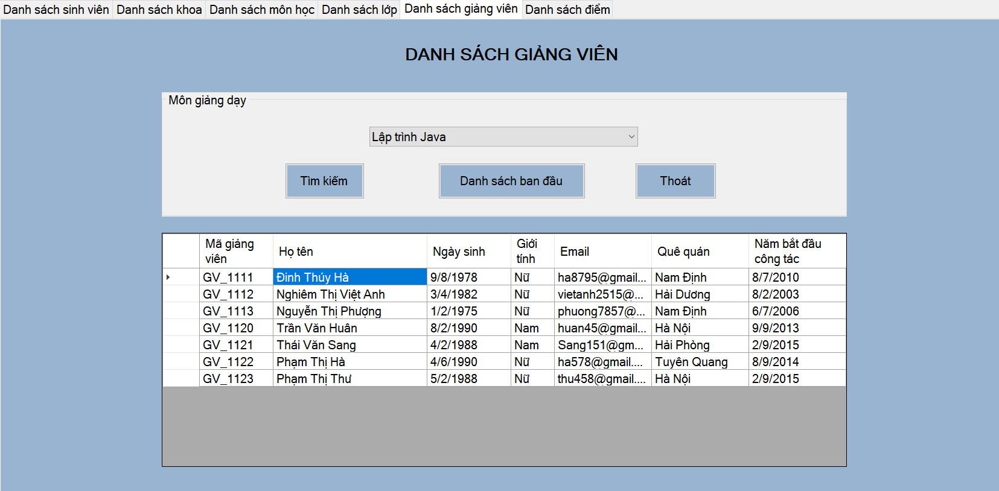 Danh sách sinh viên Danh sách khoa Danh sách môn học Danh sách lớp Danh sách giảng viên Danh sách điểm
DANH SÁCH GIẢNG VIÊN
Môn giảng dạy
Lập trình Java
Tìm kiếm Danh sách ban đầu Thoát
Mã giảng viên Họ tên Ngày sinh Giới tính Email Quê quán Năm bắt đầu công tác
GV_1111 Đinh Thúy Hà 9/8/1978 Nữ ha8795@gmail... Nam Định 8/7/2010
GV_1112 Nghiêm Thị Việt Anh 3/4/1982 Nữ vietanh2515@... Hải Dương 8/2/2003
GV_1113 Nguyễn Thị Phượng 1/2/1975 Nữ phuong7857@... Nam Định 6/7/2006
GV_1120 Trần Văn Huân 8/2/1990 Nam huan45@gmail... Hà Nội 9/9/2013
GV_1121 Thái Văn Sang 4/2/1988 Nam Sang151@gm... Hải Phòng 2/9/2015
GV_1122 Phạm Thị Hà 4/6/1990 Nữ ha578@gmail.... Tuyên Quang 8/9/2014
GV_1123 Phạm Thị Thư 5/2/1988 Nữ thu458@gmail.... Hà Nội 2/9/2015